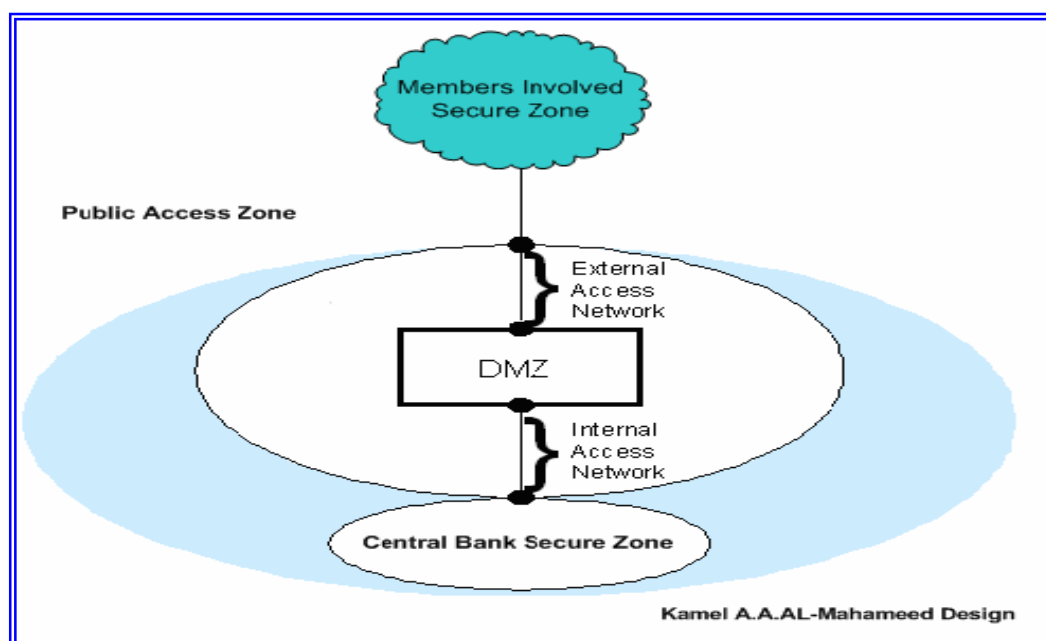 Members Involved
Secure Zone
Public Access Zone
External
Access
Network
DMZ
Internal
Access
Network
Central Bank Secure Zone
Kamel A.A.AL-Mahameed Design